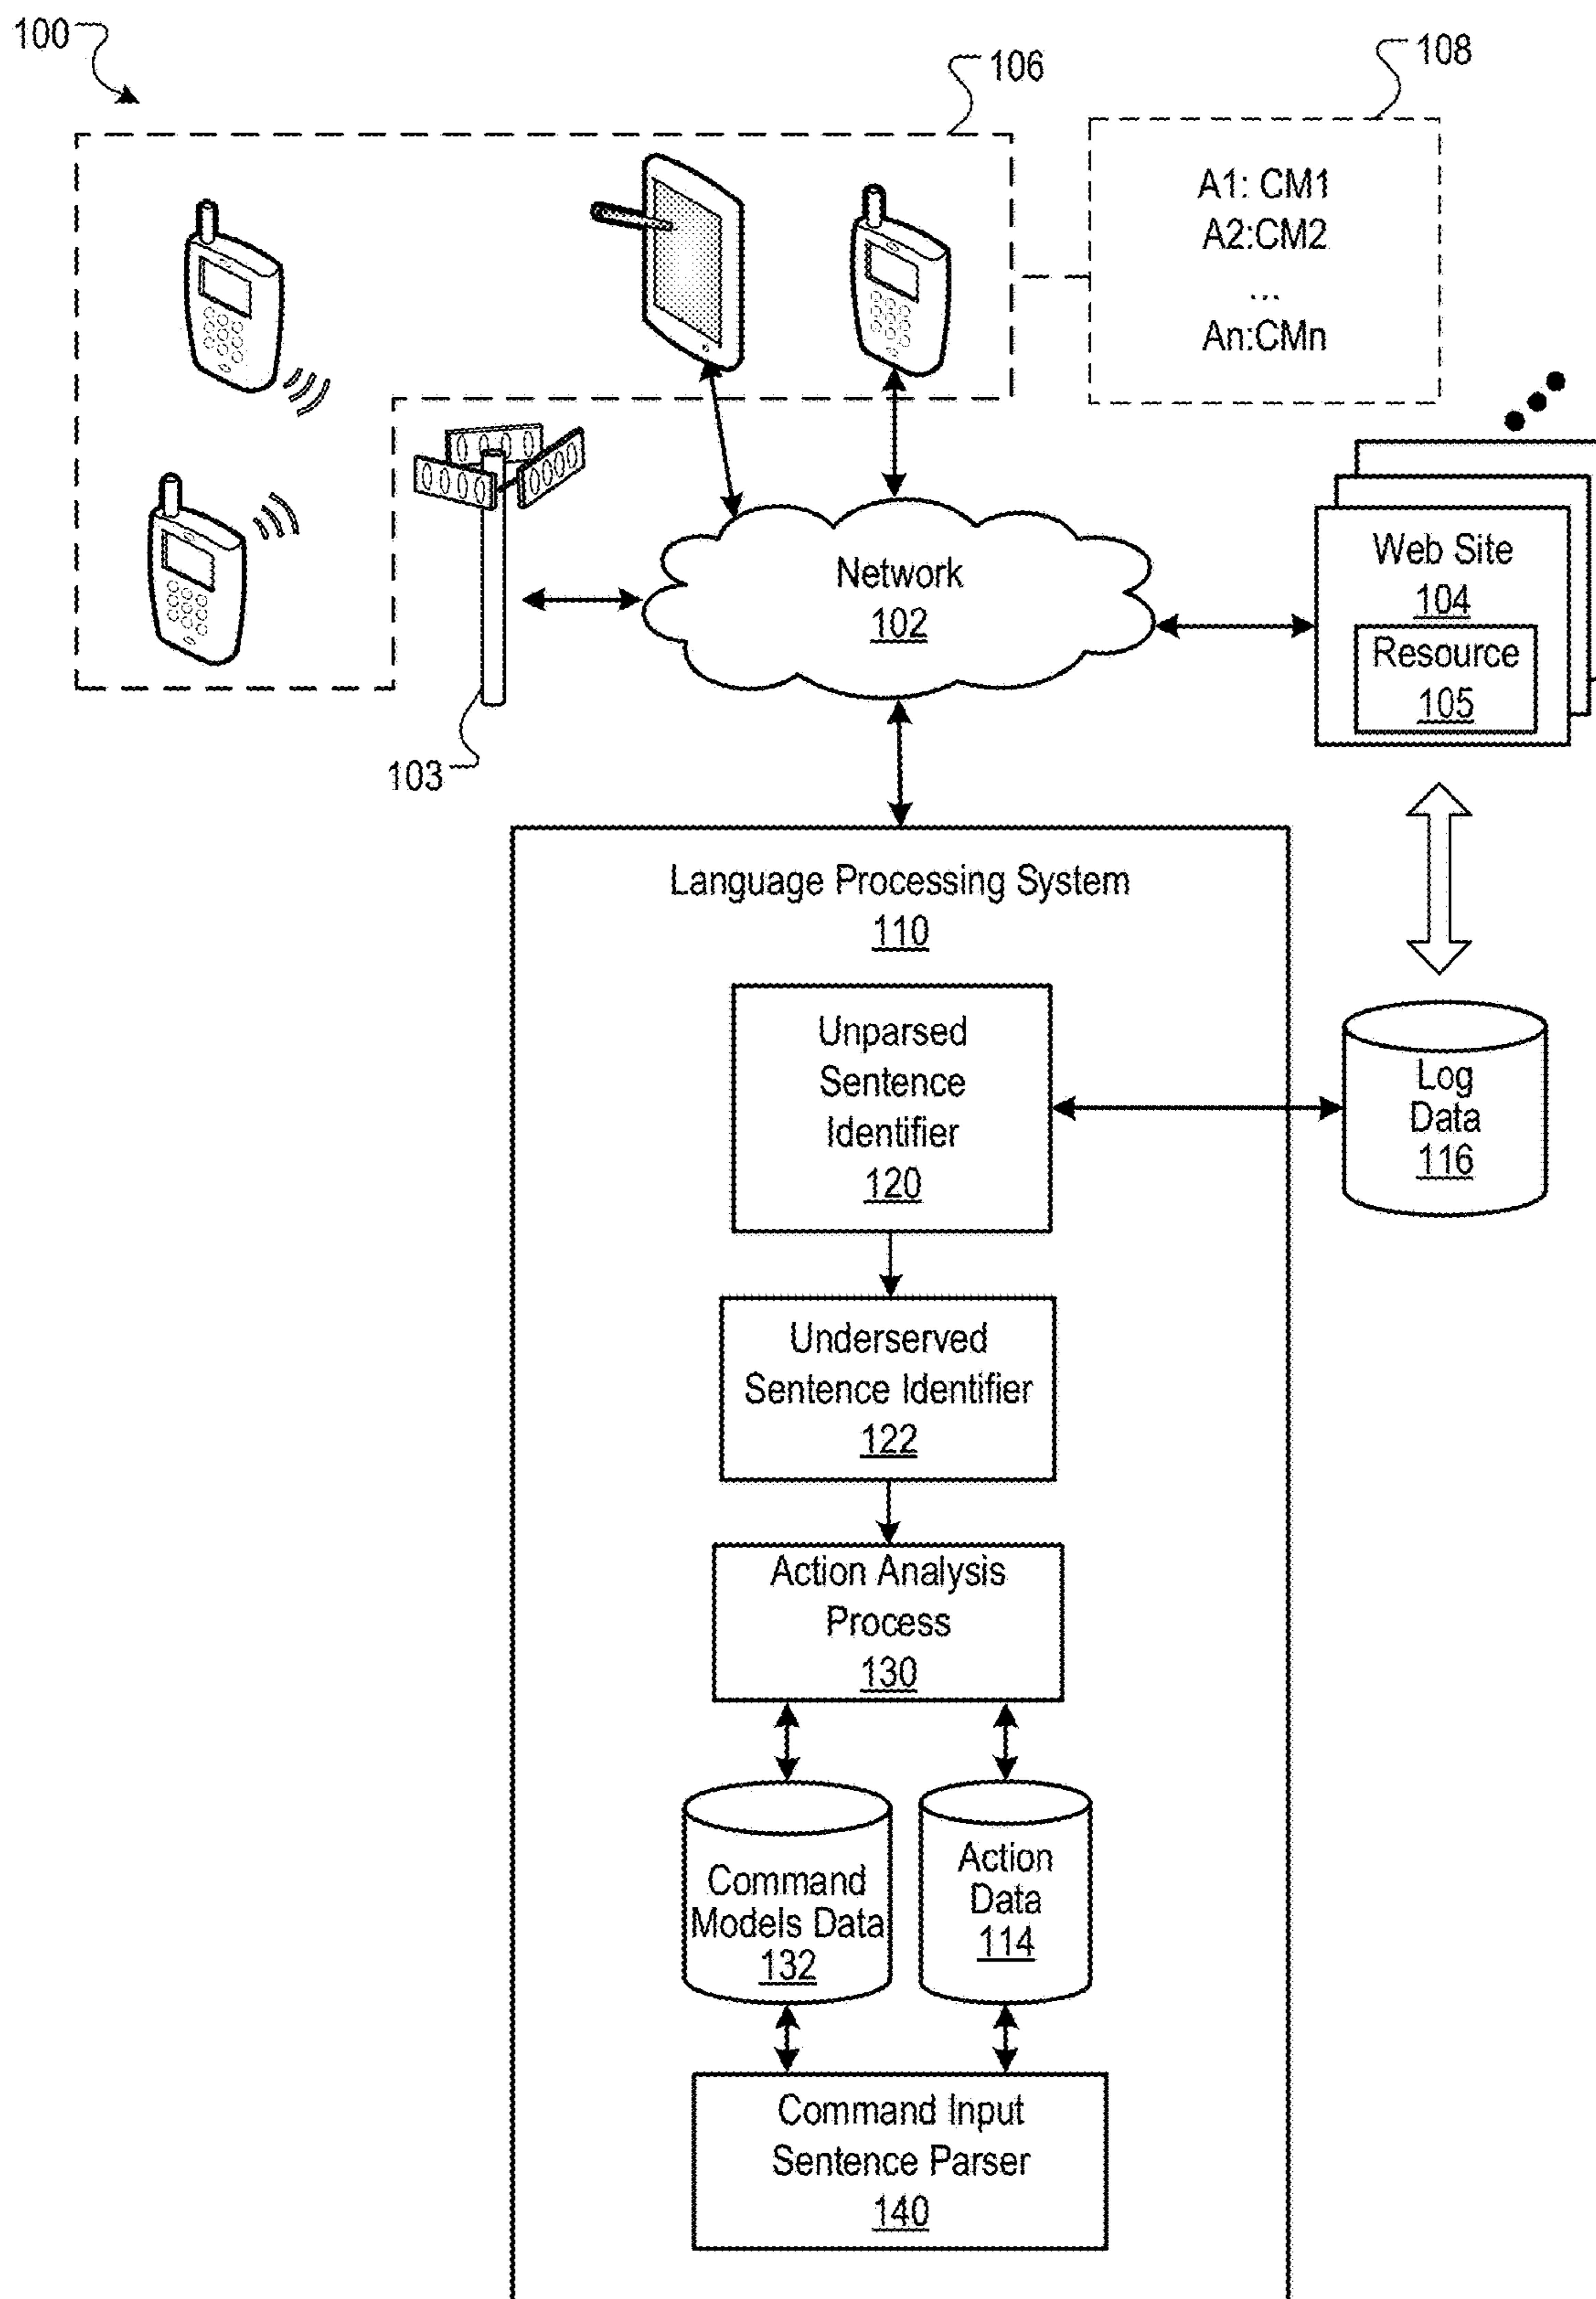 100
106
108
A1: CM1
A2:CM2
...
An:CMn
Network
102
Web Site
104
Resource
105
103
Language Processing System
110
Unparsed
Sentence
Identifier
120
Log
Data
116
Underserved
Sentence Identifier
122
Action Analysis
Process
130
Command
Models Data
132
Action
Data
114
Command Input
Sentence Parser
140